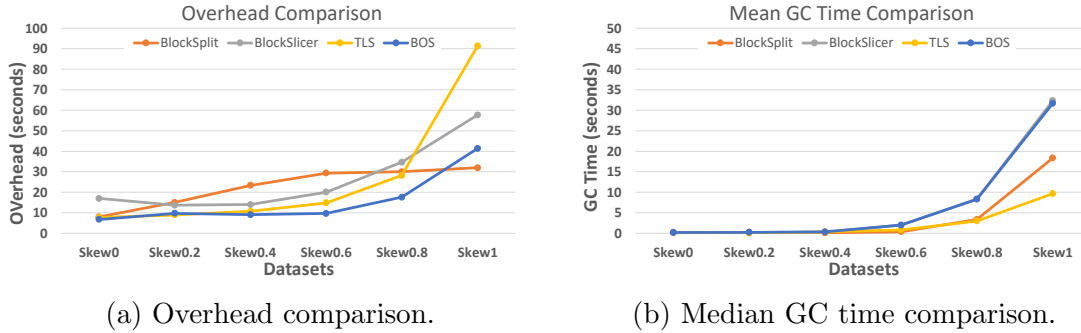 Overhead Comparison
BlockSplit BlockSlicer TLS BOS
100
90
80
70
60
50
40
30
20
10
0
OVerhead (seconds)
Skew0 Skew0.2 Skew0.4 Skew0.6 Skew0.8 Skew1
Datasets
(a) Overhead comparison.
Mean GC Time Comparison
BlockSplit BlockSlicer TLS BOS
50
45
40
35
30
25
20
15
10
5
0
GC Time (seconds)
Skew0 Skew0.2 Skew0.4 Skew0.6 Skew0.8 Skew1
Datasets
(b) Median GC time comparison.